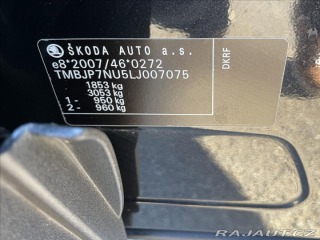 ŠKODA AUTO a.s.
e8*2007/46*0272
TMBJP7NU5LJ007075
1853 kg
3053 kg
1 - 950 kg
2 - 960 kg
DKRF
RAJAUT.CZ